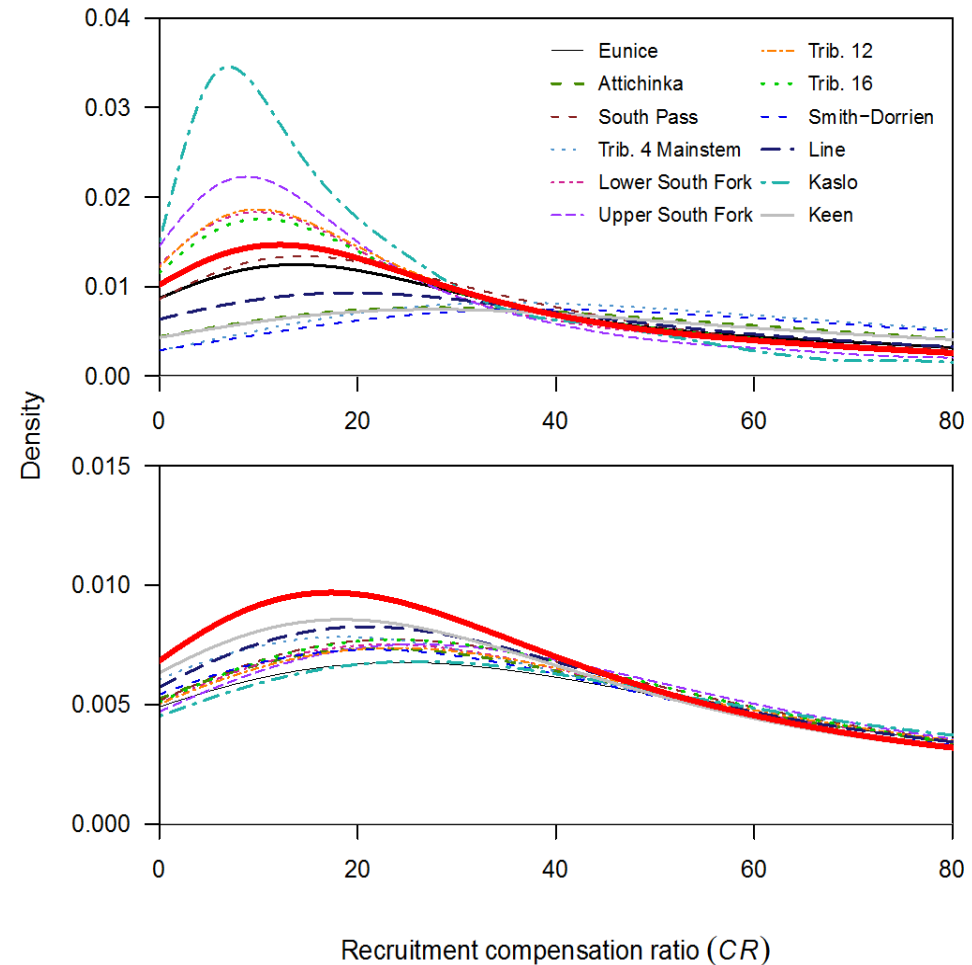 0.04
0.03
0.02
0.01
0.00
Eunice
Attichinka
South Pass
Trib. 4 Mainstem
Lower South Fork
Upper South Fork
Trib. 12
Trib. 16
Smith−Dorrien
Line
Kaslo
Keen
0 20 40 60 80
Density
0.015
0.010
0.005
0.000
0 20 40 60 80
Recruitment compensation ratio (CR)